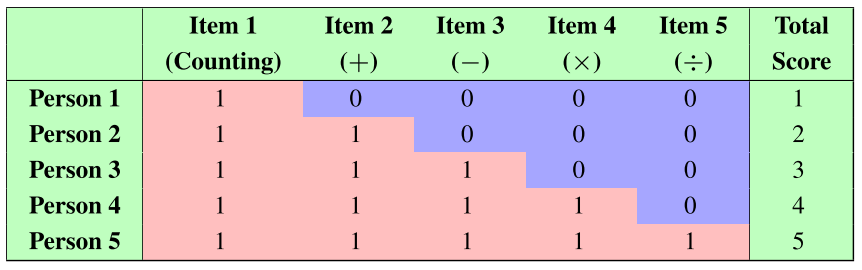 Item 1 Item 2 Item 3 Item 4 Item 5 Total
(Counting) (+) (−) (×) (÷) Score
Person 1 1 0 0 0 0 1
Person 2 1 1 0 0 0 2
Person 3 1 1 1 0 0 3
Person 4 1 1 1 1 0 4
Person 5 1 1 1 1 1 5